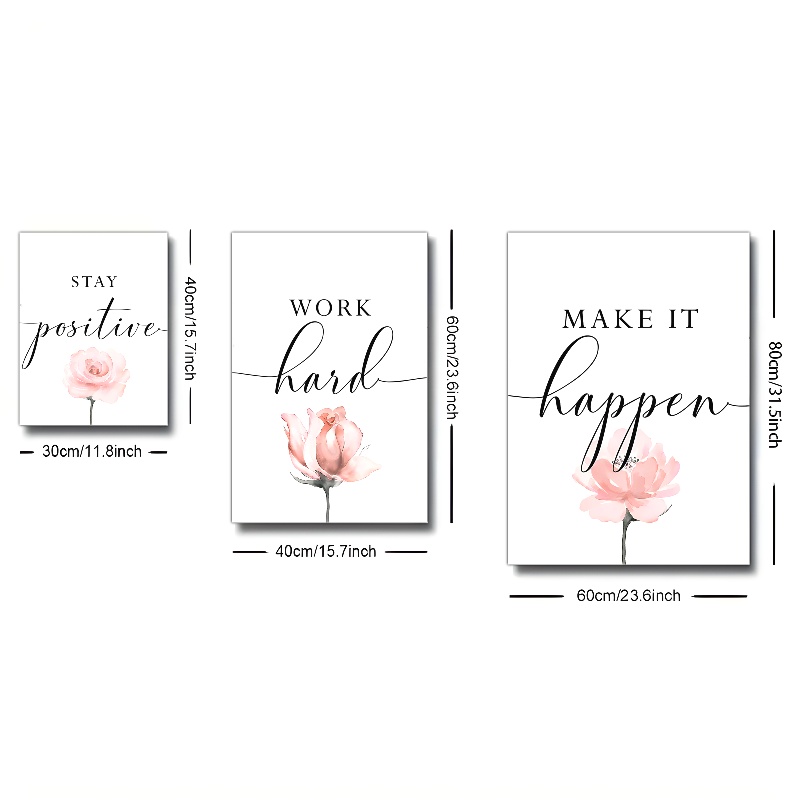 STAY
positive
40cm/15.7inch
30cm/11.8inch
WORK
hard
60cm/23.6inch
40cm/15.7inch
MAKE IT
happen
80cm/31.5inch
60cm/23.6inch